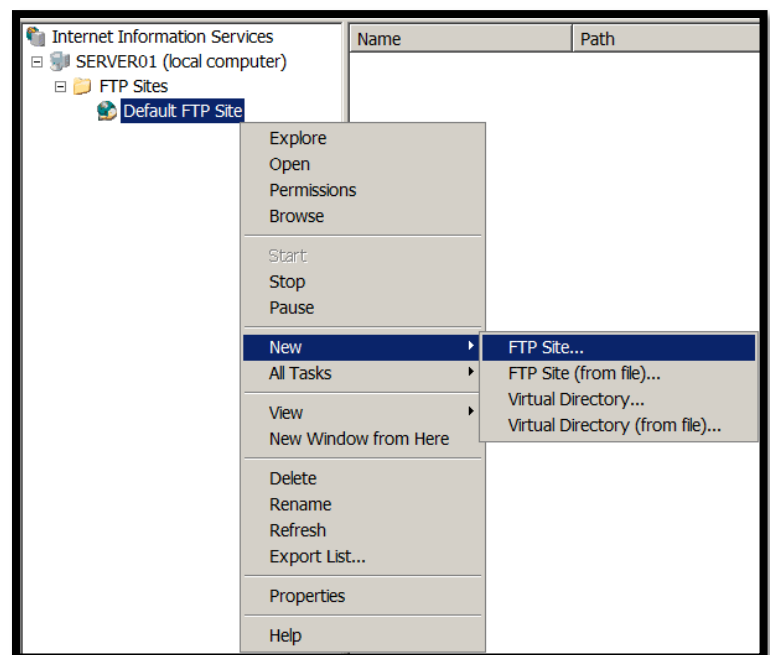 Internet Information Services
SERVER01 (local computer)
FTP Sites
Default FTP Site
Name
Path
Explore
Open
Permissions
Browse
Start
Stop
Pause
New
All Tasks
View
New Window from Here
Delete
Rename
Refresh
Export List...
Properties
Help
FTP Site...
FTP Site (from file)...
Virtual Directory...
Virtual Directory (from file)...